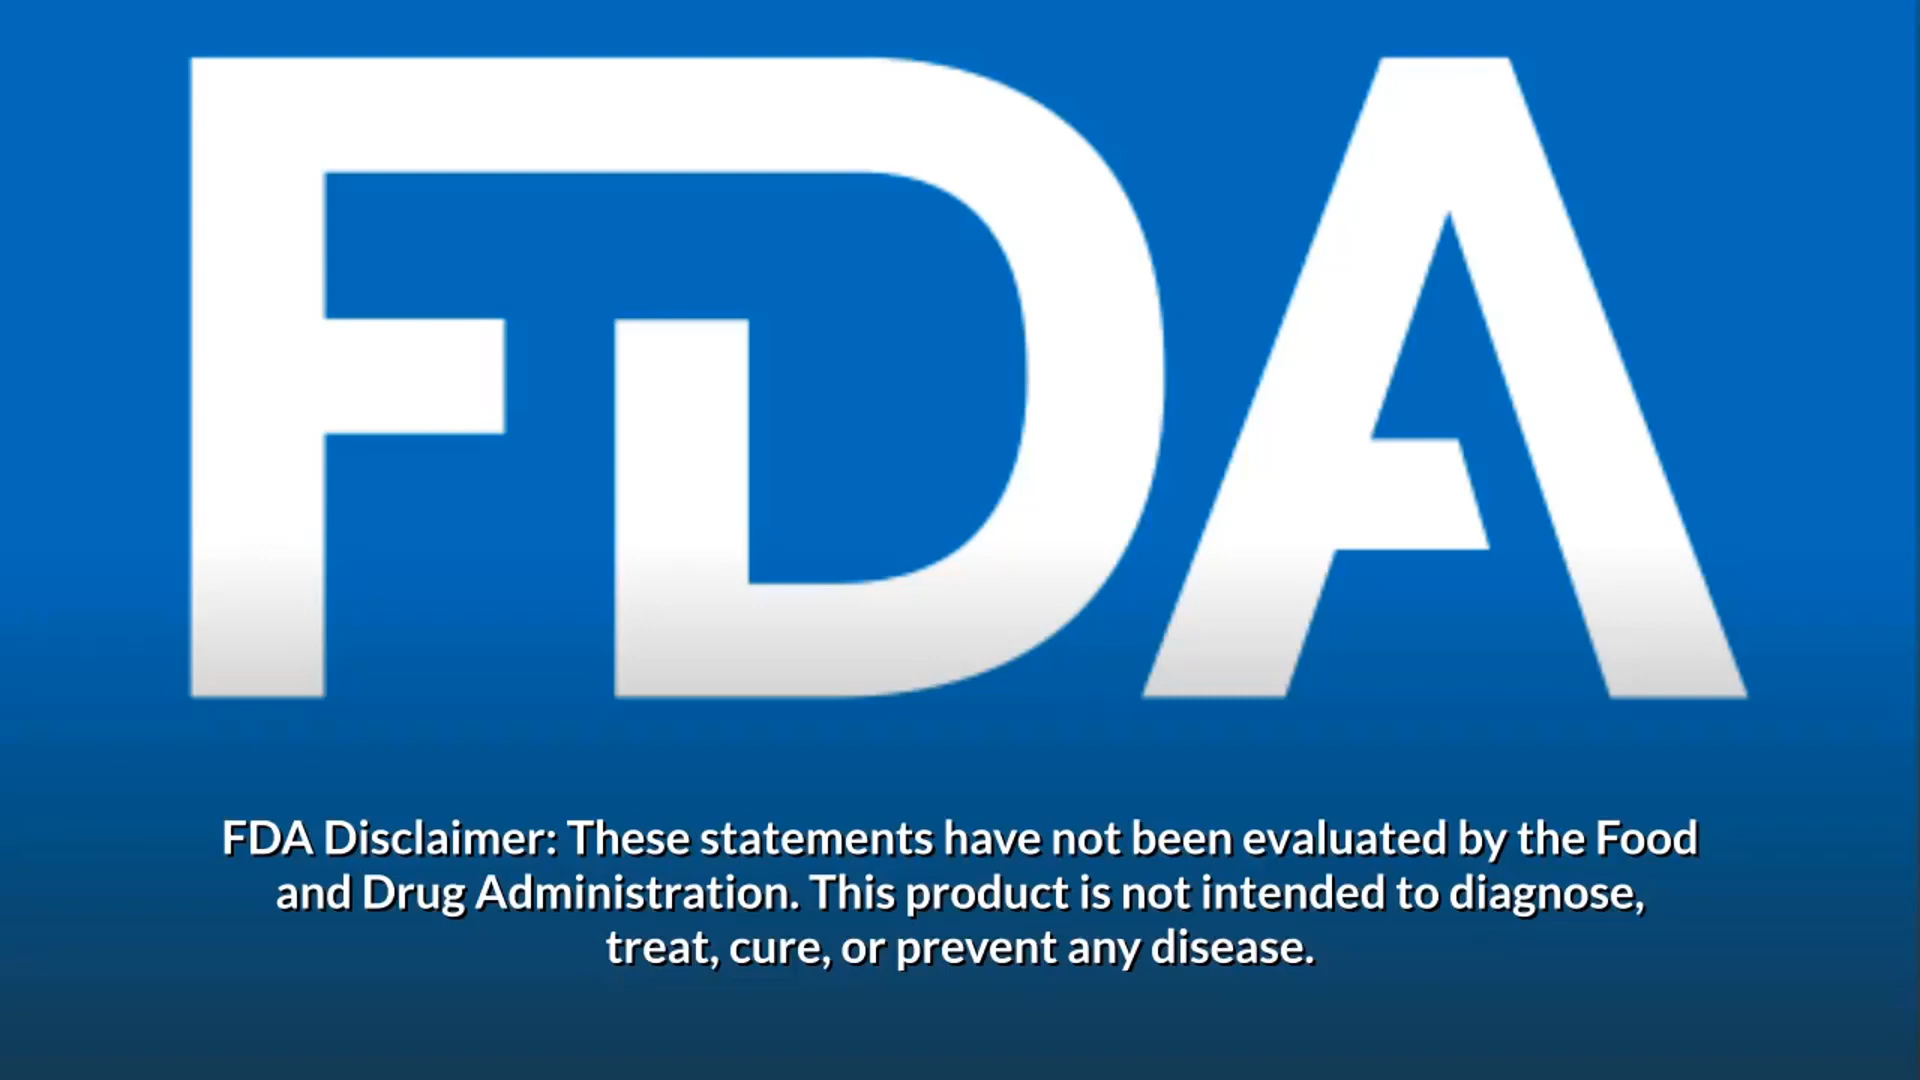 FDA
FDA Disclaimer: These statements have not been evaluated by the Food
and Drug Administration. This product is not intended to diagnose,
treat, cure, or prevent any disease.